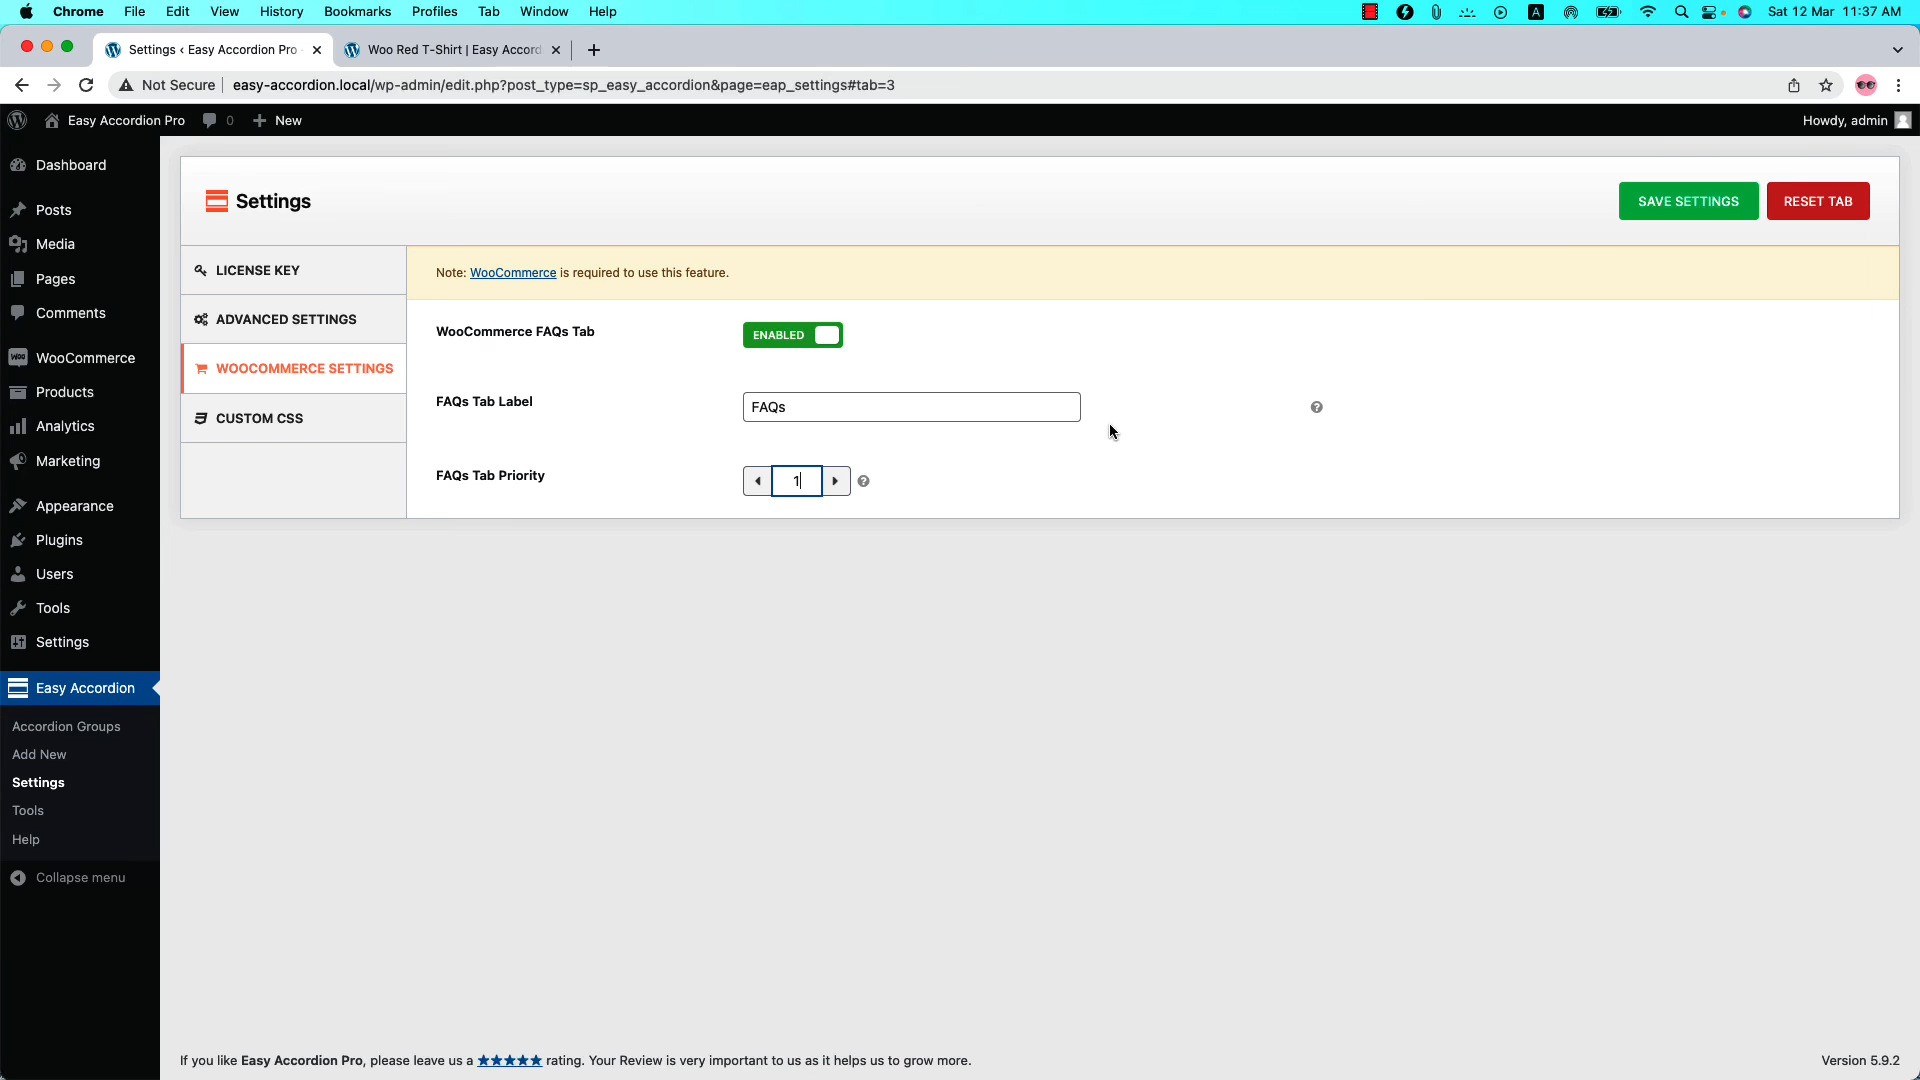 Chrome File Edit View History Bookmarks Profiles Tab Window Help A Sat 12 Mar 11:37 AM
Settings ‹ Easy Accordion Pro Woo Red T-Shirt | Easy Accord
Not Secure easy-accordion.local/wp-admin/edit.php?post_type=sp_easy_accordion&page=eap_settings#tab=3
Easy Accordion Pro 0 New Howdy, admin
Dashboard
Posts
Media
Pages
Comments
WooCommerce
Products
Analytics
Marketing
Appearance
Plugins
Users
Tools
Settings
Easy Accordion
Accordion Groups
Add New
Settings
Tools
Help
Collapse menu
Settings
SAVE SETTINGS RESET TAB
LICENSE KEY
ADVANCED SETTINGS
WOOCOMMERCE SETTINGS
CUSTOM CSS
Note: WooCommerce is required to use this feature.
WooCommerce FAQs Tab ENABLED
FAQs Tab Label FAQs ?
FAQs Tab Priority 1 ?
If you like Easy Accordion Pro, please leave us a ★★★★★ rating. Your Review is very important to us as it helps us to grow more. Version 5.9.2